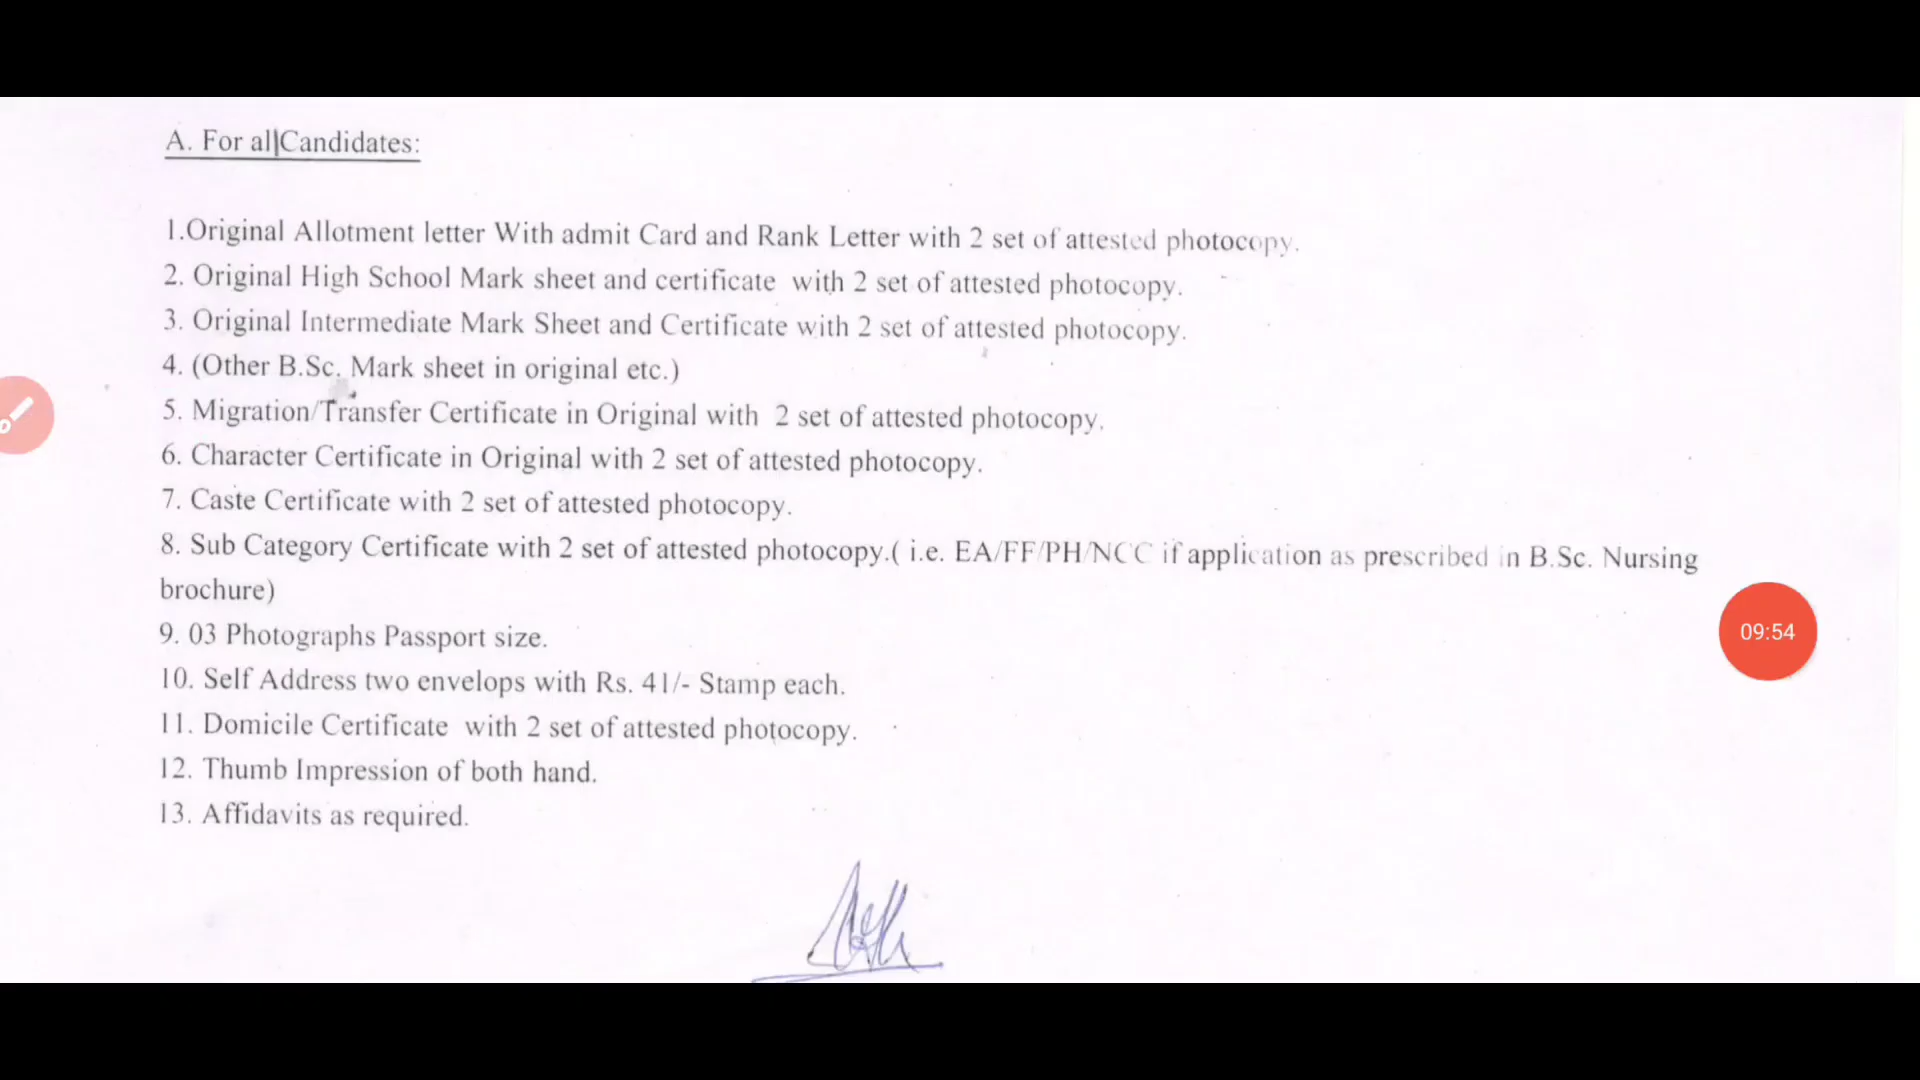 A. For all Candidates:
1.Original Allotment letter With admit Card and Rank Letter with 2 set of attested photocopy.
2. Original High School Mark sheet and certificate with 2 set of attested photocopy.
3. Original Intermediate Mark Sheet and Certificate with 2 set of attested photocopy.
4. (Other B.Sc. Mark sheet in original etc.)
5. Migration/Transfer Certificate in Original with 2 set of attested photocopy.
6. Character Certificate in Original with 2 set of attested photocopy.
7. Caste Certificate with 2 set of attested photocopy.
8. Sub Category Certificate with 2 set of attested photocopy.( i.e. EA/FF/PH/NCC if application as prescribed in B.Sc. Nursing
brochure)
9. 03 Photographs Passport size.
09:54
10. Self Address two envelops with Rs. 41/- Stamp each.
11. Domicile Certificate with 2 set of attested photocopy.
12. Thumb Impression of both hand.
13. Affidavits as required.